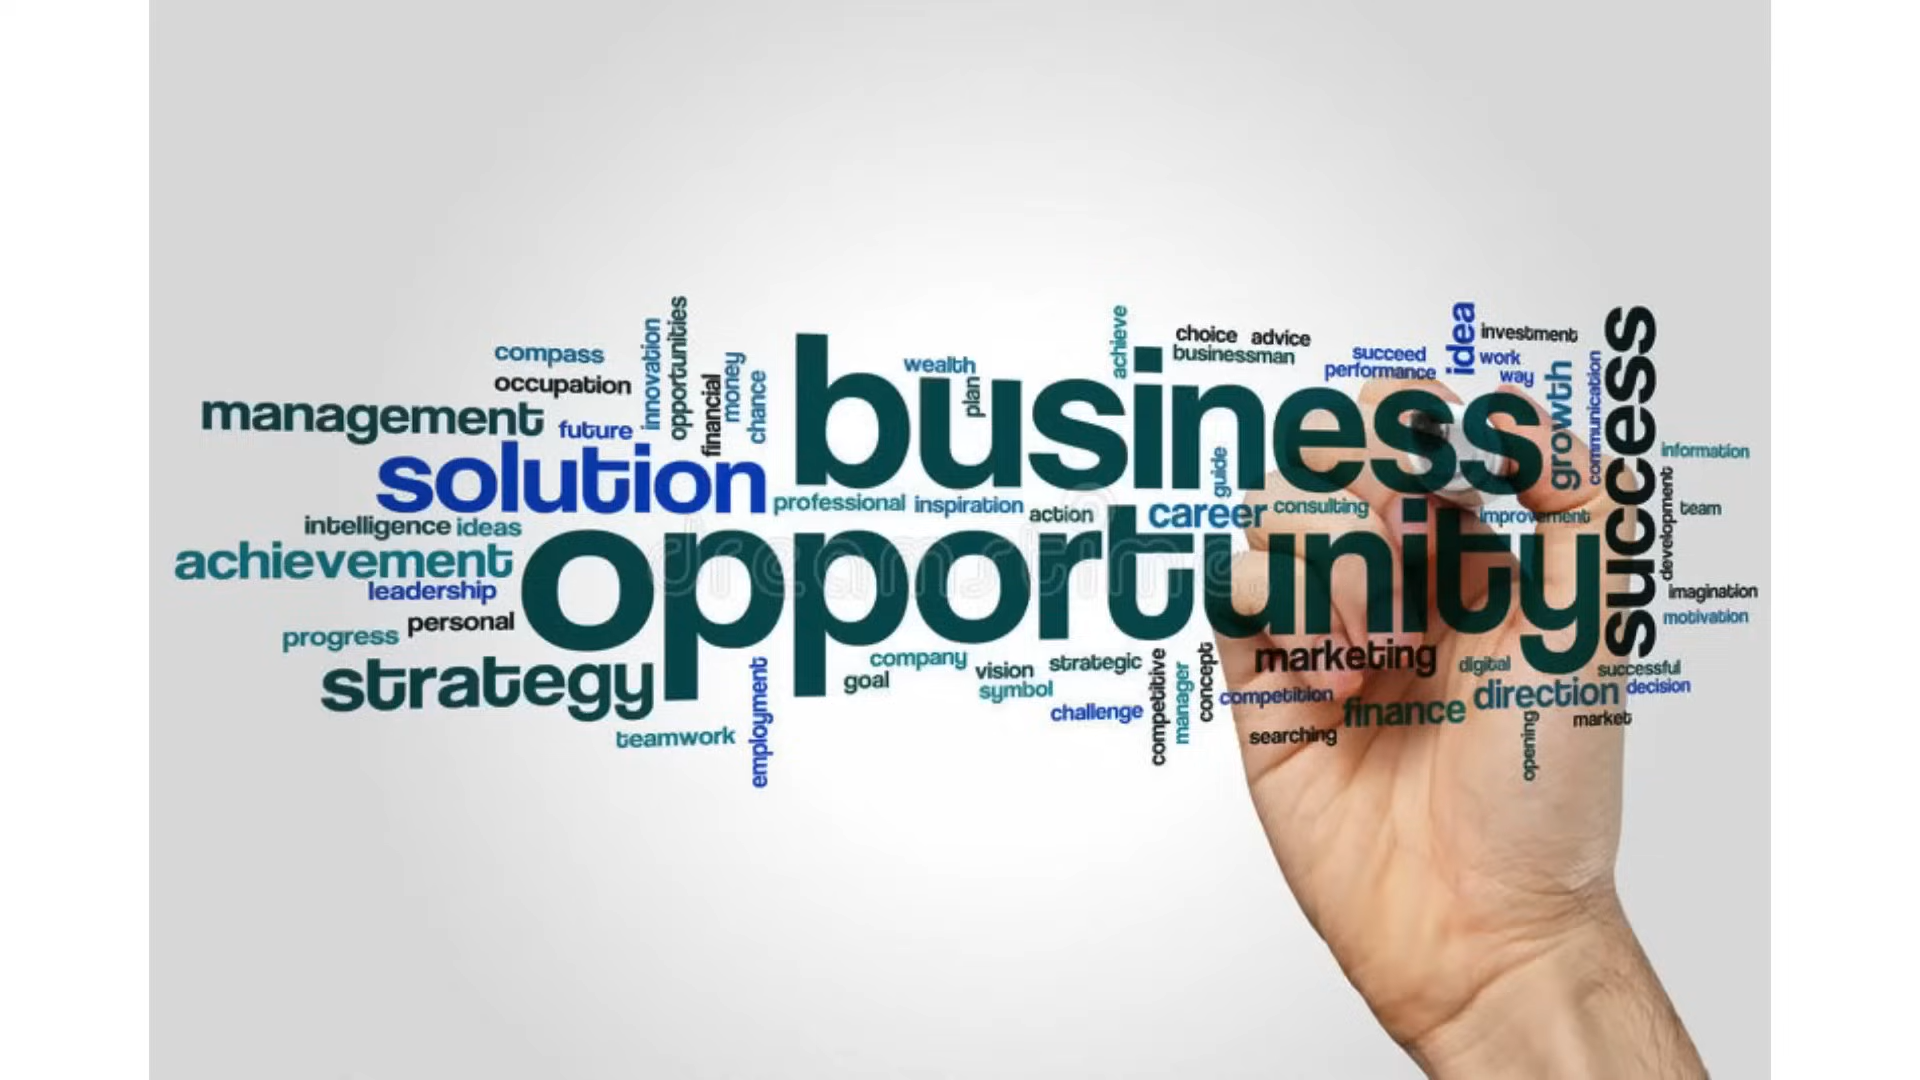 compass
occupation
management
future
innovation
opportunities
financial
money
chance
solution
intelligence ideas
achievement
leadership
personal
progress
strategy
teamwork
employment
wealth
plan
achieve
choice advice
businessman
business
succeed
performance
idea
investment
work
way
growth
communication
success
information
professional inspiration action career guide consulting improvement
opportunity
development
team
imagination
motivation
company
goal
vision
symbol
strategic
challenge
competitive
manager
concept
marketing
competition
searching
finance
digital
direction
successful
decision
market
opening
dreamstime